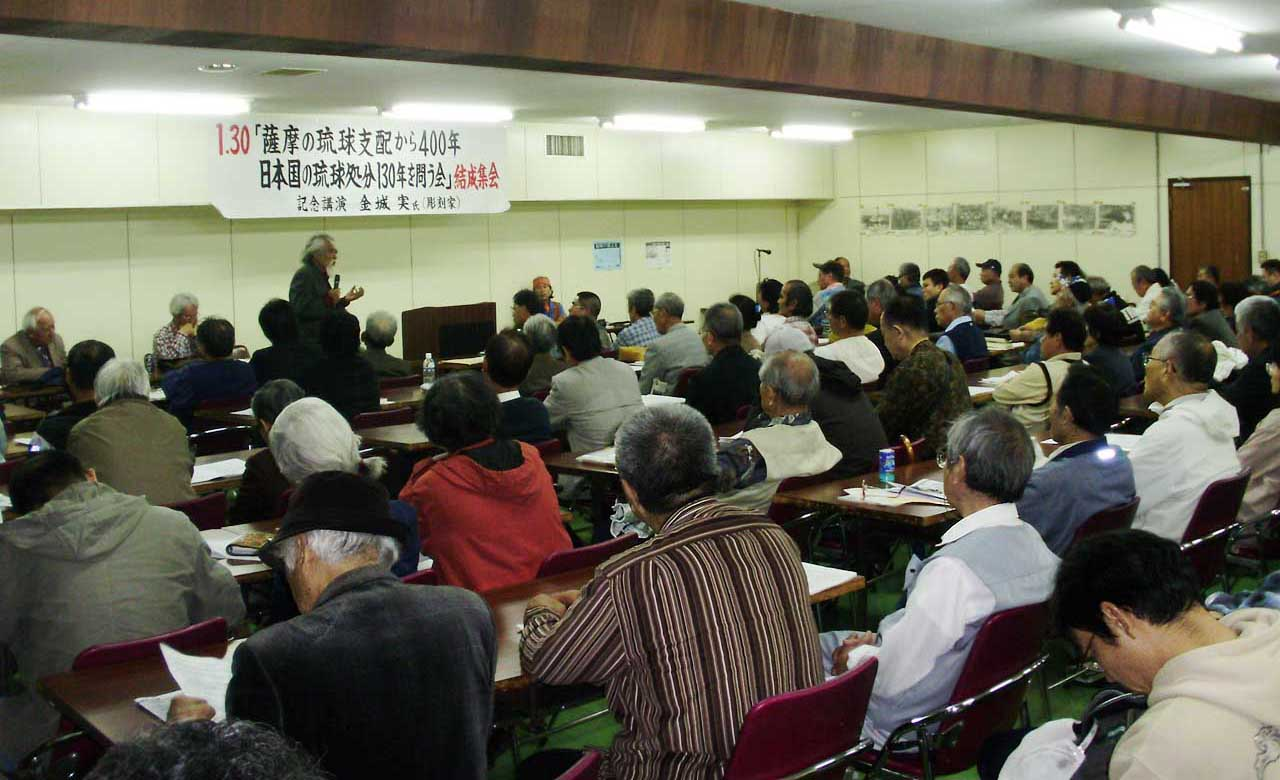 1.30「薩摩の琉球支配から400年
日本国の琉球処分130年を問う会」結成集会
記念講演 金城 実氏(彫刻家)